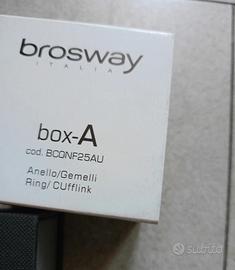 brosway
ITALIA
box-A
cod. BCONF25AU
Anello/Gemelli
Ring/ CUfflink
subito